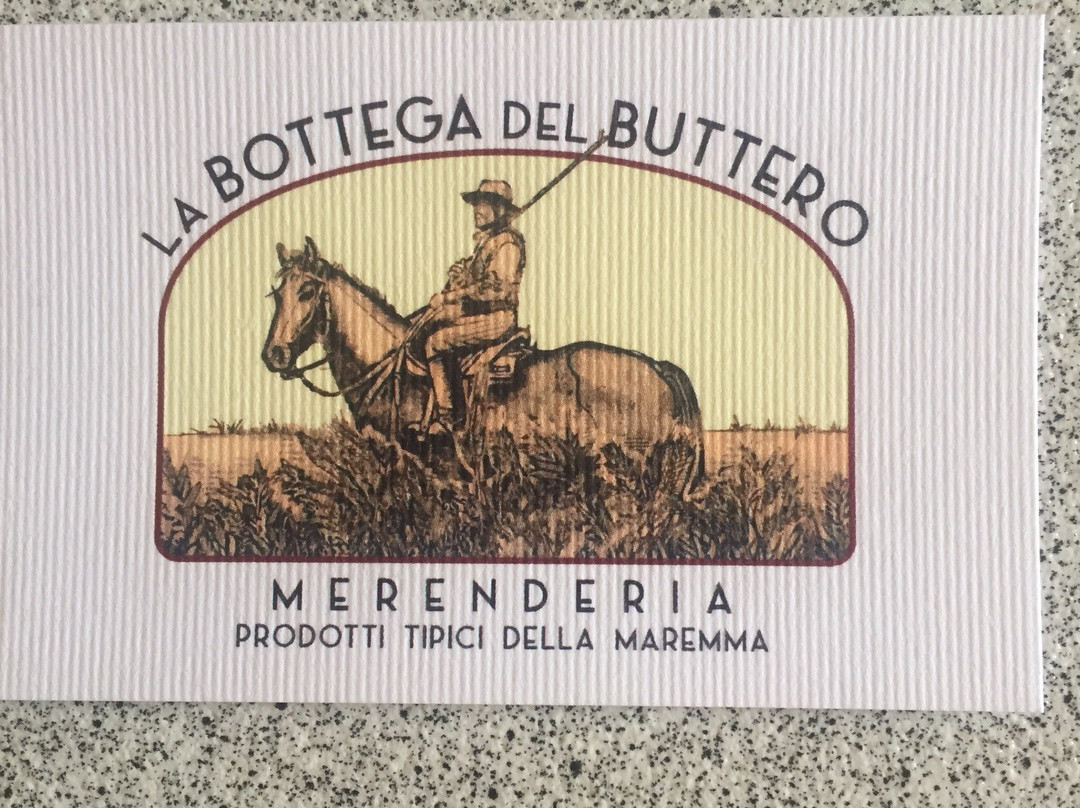 LA BOTTEGA DEL BUTTERO
MERENDERIA
PRODOTTI TIPICI DELLA MAREMMA